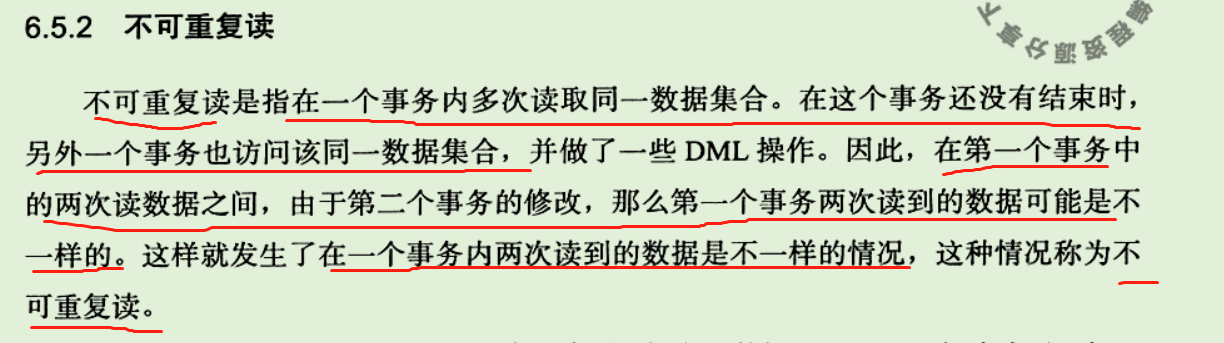 6.5.2 不可重复读
下
编程资源分享
不可重复读是指在一个事务内多次读取同一数据集合。在这个事务还没有结束时,
另外一个事务也访问该同一数据集合,并做了一些 DML 操作。因此,在第一个事务中
的两次读数据之间,由于第二个事务的修改,那么第一个事务两次读到的数据可能是不
一样的。这样就发生了在一个事务内两次读到的数据是不一样的情况,这种情况称为不
可重复读。